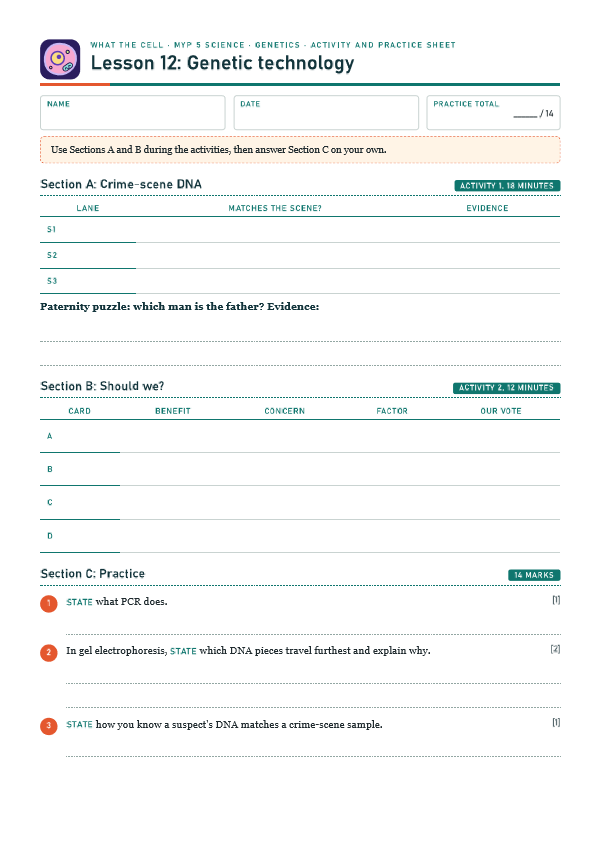 WHAT THE CELL · MYP 5 SCIENCE · GENETICS · ACTIVITY AND PRACTICE SHEET
Lesson 12: Genetic technology
NAME
DATE
PRACTICE TOTAL
_____ / 14
Use Sections A and B during the activities, then answer Section C on your own.
Section A: Crime-scene DNA
ACTIVITY 1, 18 MINUTES
LANE MATCHES THE SCENE? EVIDENCE
S1
S2
S3
Paternity puzzle: which man is the father? Evidence:
Section B: Should we?
ACTIVITY 2, 12 MINUTES
CARD BENEFIT CONCERN FACTOR OUR VOTE
A
B
C
D
Section C: Practice
14 MARKS
1 STATE what PCR does. [1]
2 In gel electrophoresis, STATE which DNA pieces travel furthest and explain why. [2]
3 STATE how you know a suspect's DNA matches a crime-scene sample. [1]